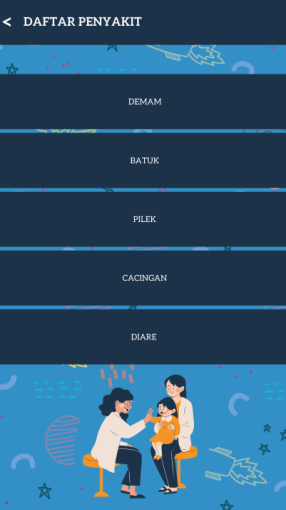 < DAFTAR PENYAKIT
DEMAM
BATUK
PILEK
CACINGAN
DIARE